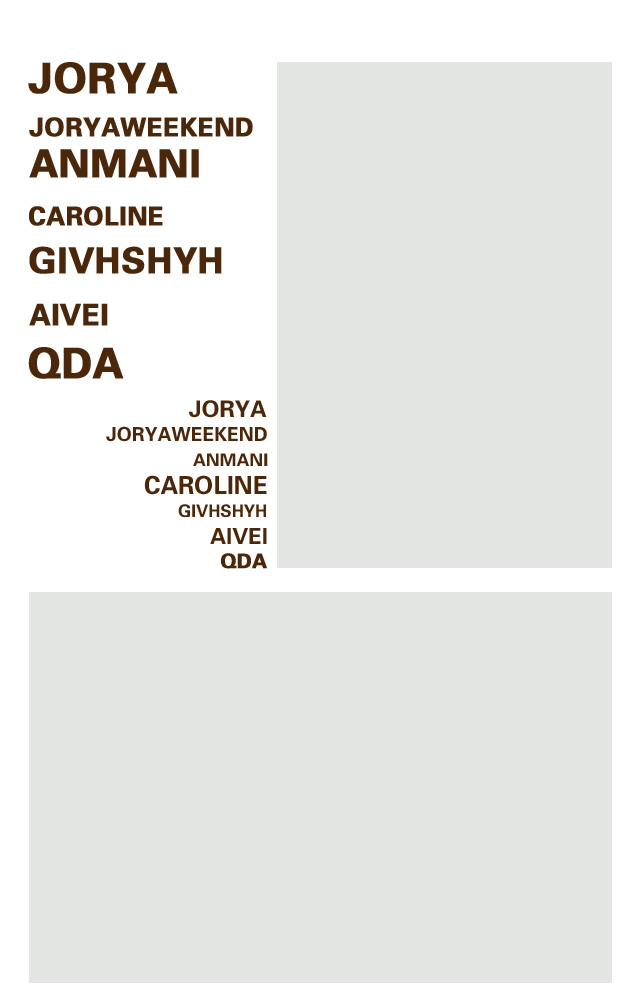 JORYA
JORYAWEEKEND
ANMANI
CAROLINE
GIVHSHYH
AIVEI
QDA
JORYA
JORYAWEEKEND
ANMANI
CAROLINE
GIVHSHYH
AIVEI
QDA